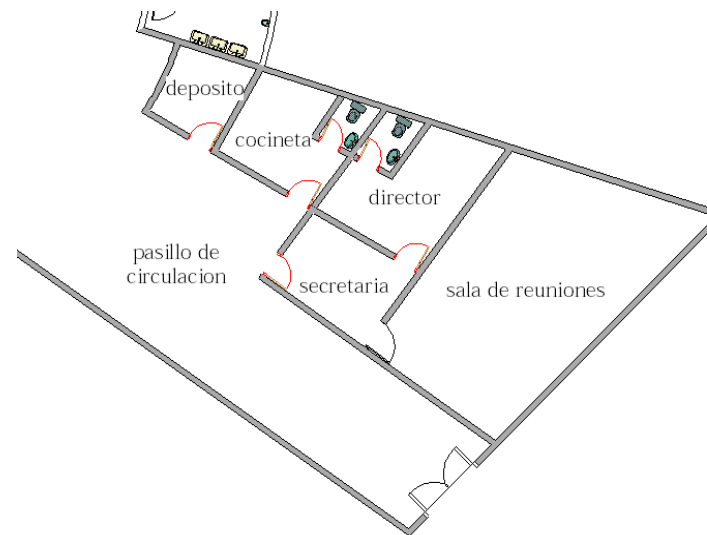 deposito
cocineta
director
pasillo de
circulacion
secretaria
sala de reuniones